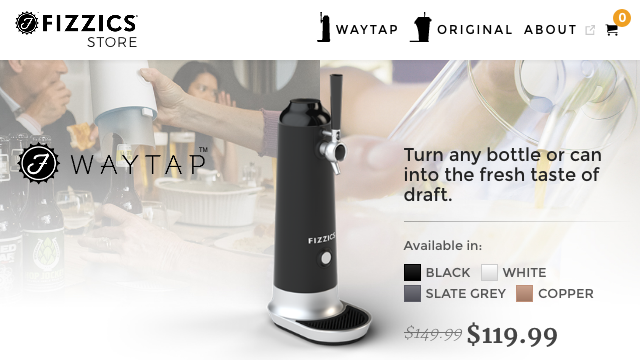 FIZZICS
STORE
WAYTAP
ORIGINAL
ABOUT
0
WAYTAP™
Turn any bottle or can
into the fresh taste of
draft.
FIZZICS
Available in:
BLACK
WHITE
SLATE GREY
COPPER
$149.99 $119.99